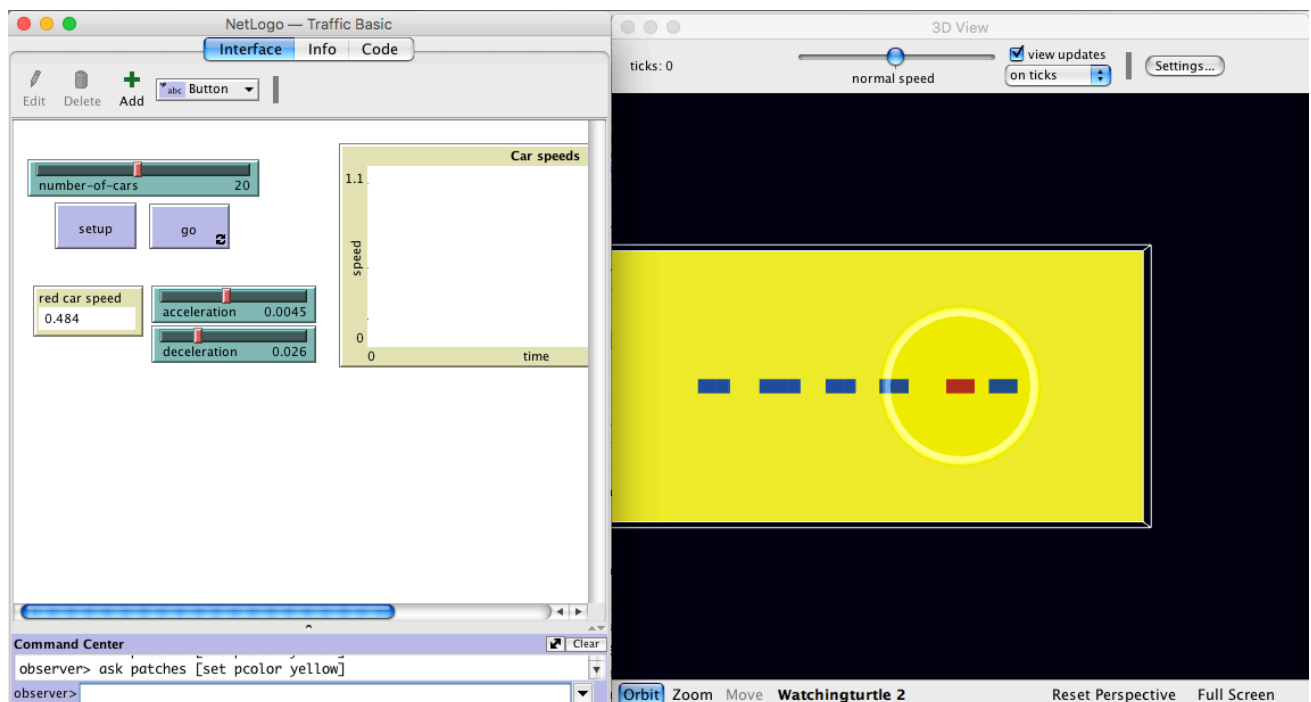 NetLogo — Traffic Basic
Interface Info Code
Edit Delete Add abc Button
number-of-cars 20
setup go
red car speed
0.484
acceleration 0.0045
deceleration 0.026
Car speeds
1.1
speed
0
0 time
Command Center Clear
observer> ask patches [set pcolor yellow]
observer>
3D View
ticks: 0
normal speed
view updates
on ticks
Settings...
Orbit Zoom Move Watchingturtle 2 Reset Perspective Full Screen